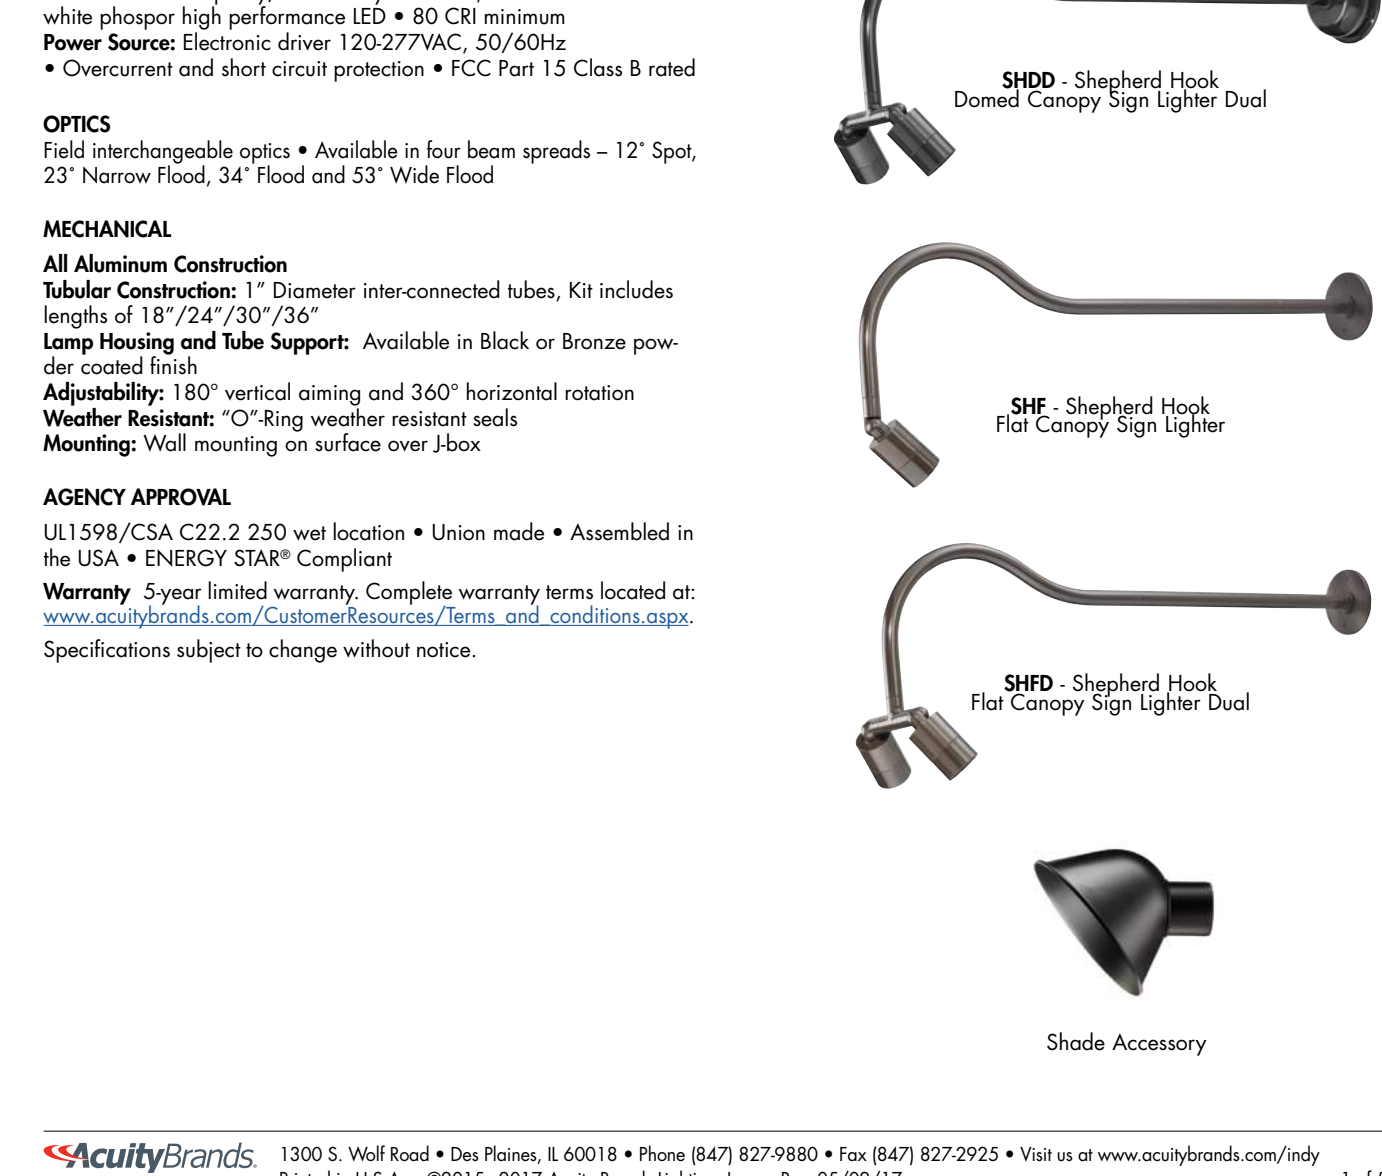 white phospor high performance LED • 80 CRI minimum
Power Source: Electronic driver 120-277VAC, 50/60Hz
• Overcurrent and short circuit protection • FCC Part 15 Class B rated
OPTICS
Field interchangeable optics • Available in four beam spreads – 12˚ Spot,
23˚ Narrow Flood, 34˚ Flood and 53˚ Wide Flood
MECHANICAL
All Aluminum Construction
Tubular Construction: 1” Diameter inter-connected tubes, Kit includes
lengths of 18”/24”/30”/36”
Lamp Housing and Tube Support: Available in Black or Bronze pow-
der coated finish
Adjustability: 180° vertical aiming and 360° horizontal rotation
Weather Resistant: “O”-Ring weather resistant seals
Mounting: Wall mounting on surface over J-box
AGENCY APPROVAL
UL1598/CSA C22.2 250 wet location • Union made • Assembled in
the USA • ENERGY STAR® Compliant
Warranty 5-year limited warranty. Complete warranty terms located at:
www.acuitybrands.com/CustomerResources/Terms_and_conditions.aspx.
Specifications subject to change without notice.
SHDD - Shepherd Hook
Domed Canopy Sign Lighter Dual
SHF - Shepherd Hook
Flat Canopy Sign Lighter
SHFD - Shepherd Hook
Flat Canopy Sign Lighter Dual
Shade Accessory
AcuityBrands.
1300 S. Wolf Road • Des Plaines, IL 60018 • Phone (847) 827-9880 • Fax (847) 827-2925 • Visit us at www.acuitybrands.com/indy